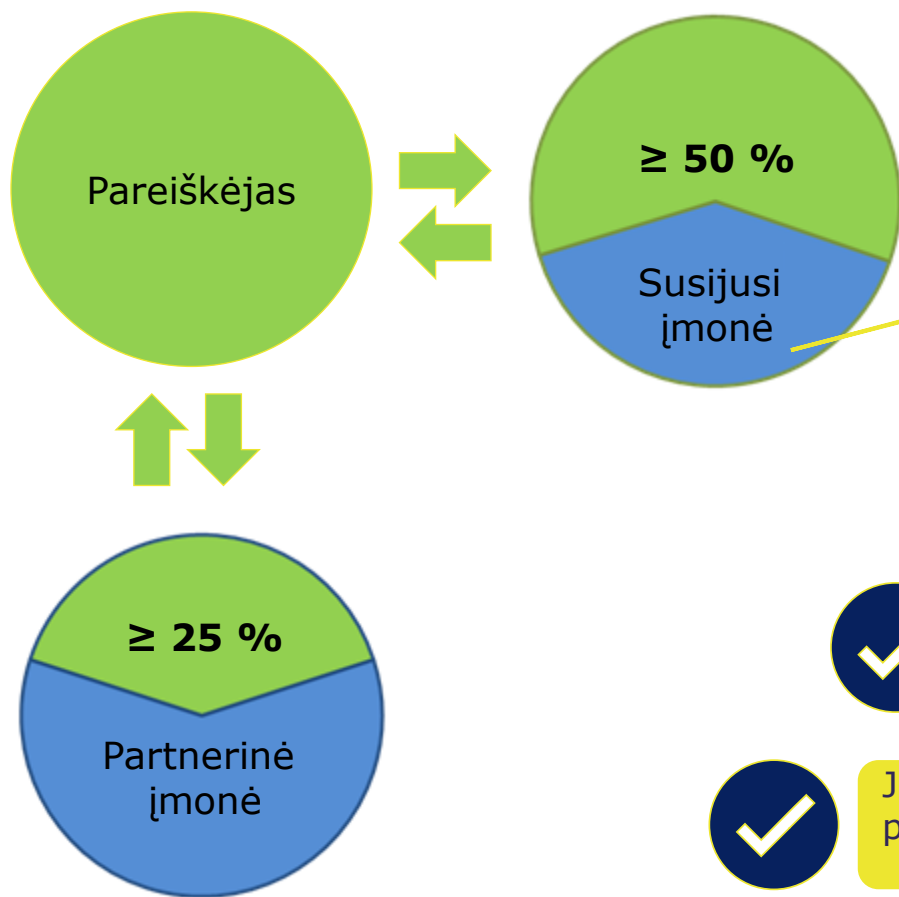 Pareiškėjas
≥ 50 %
Susijusi
įmonė
≥ 25 %
Partnerinė
įmonė